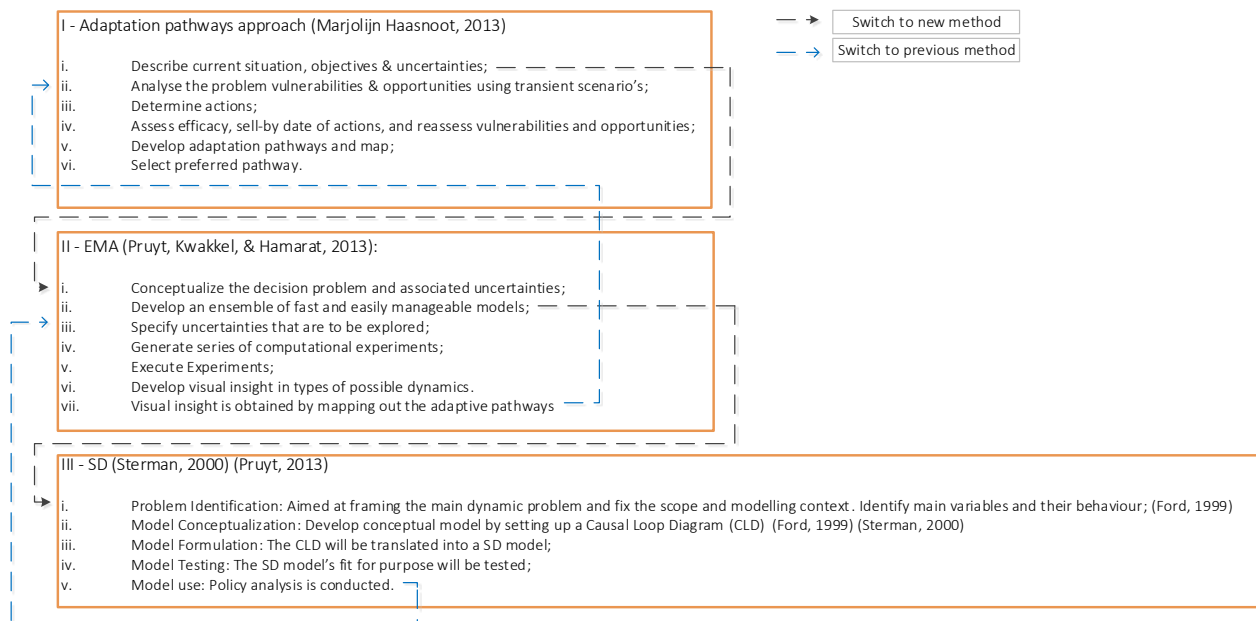 I - Adaptation pathways approach (Marjolijn Haasnoot, 2013)
i. Describe current situation, objectives & uncertainties;
ii. Analyse the problem vulnerabilities & opportunities using transient scenario's;
iii. Determine actions;
iv. Assess efficacy, sell-by date of actions, and reassess vulnerabilities and opportunities;
v. Develop adaptation pathways and map;
vi. Select preferred pathway.
Switch to new method
Switch to previous method
II - EMA (Pruyt, Kwakkel, & Hamarat, 2013):
i. Conceptualize the decision problem and associated uncertainties;
ii. Develop an ensemble of fast and easily manageable models;
iii. Specify uncertainties that are to be explored;
iv. Generate series of computational experiments;
v. Execute Experiments;
vi. Develop visual insight in types of possible dynamics.
vii. Visual insight is obtained by mapping out the adaptive pathways
III - SD (Sterman, 2000) (Pruyt, 2013)
i. Problem Identification: Aimed at framing the main dynamic problem and fix the scope and modelling context. Identify main variables and their behaviour; (Ford, 1999)
ii. Model Conceptualization: Develop conceptual model by setting up a Causal Loop Diagram (CLD) (Ford, 1999) (Sterman, 2000)
iii. Model Formulation: The CLD will be translated into a SD model;
iv. Model Testing: The SD model's fit for purpose will be tested;
v. Model use: Policy analysis is conducted.